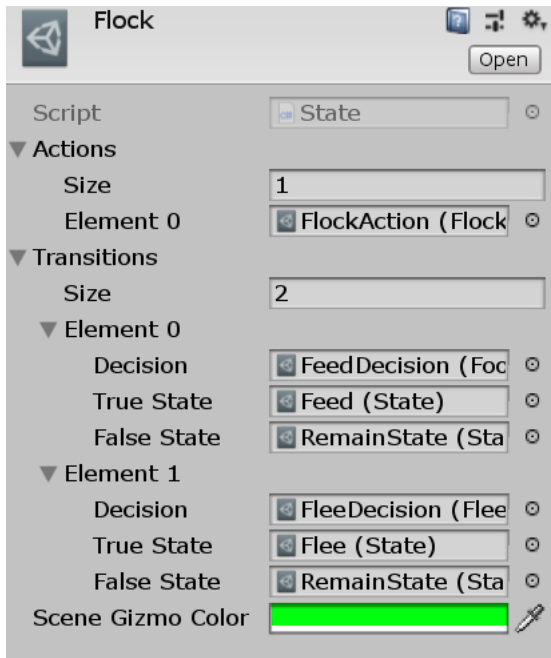 Flock
Open
Script State
Actions
Size 1
Element 0 FlockAction (Flock
Transitions
Size 2
Element 0
Decision FeedDecision (Foo
True State Feed (State)
False State RemainState (Sta
Element 1
Decision FleeDecision (Flee
True State Flee (State)
False State RemainState (Sta
Scene Gizmo Color